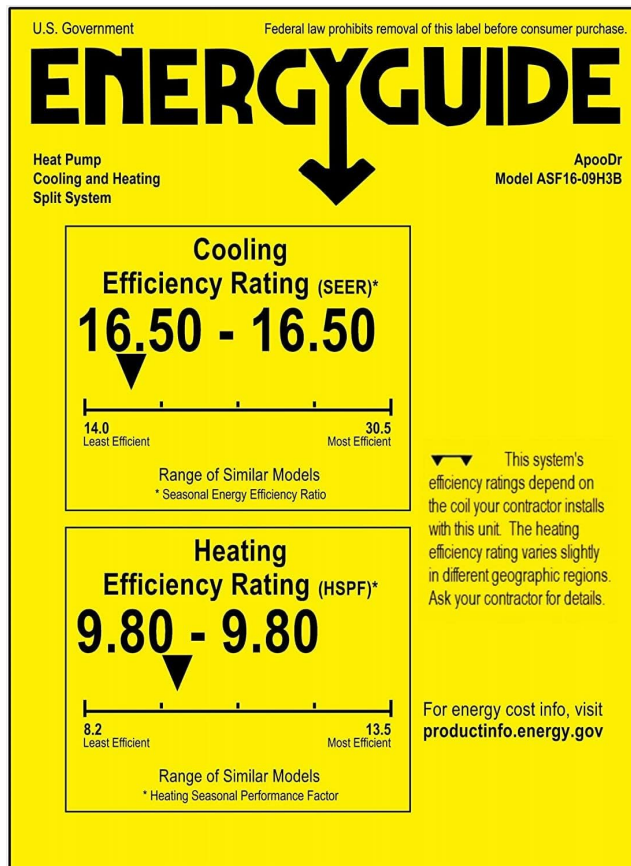 U.S. Government
Federal law prohibits removal of this label before consumer purchase.
ENERGYGUIDE
Heat Pump
Cooling and Heating
Split System
ApooDr
Model ASF16-09H3B
Cooling
Efficiency Rating (SEER)*
16.50 - 16.50
14.0
Least Efficient
30.5
Most Efficient
Range of Similar Models
* Seasonal Energy Efficiency Ratio
Heating
Efficiency Rating (HSPF)*
9.80 - 9.80
8.2
Least Efficient
13.5
Most Efficient
Range of Similar Models
* Heating Seasonal Performance Factor
This system's
efficiency ratings depend on
the coil your contractor installs
with this unit. The heating
efficiency rating varies slightly
in different geographic regions.
Ask your contractor for details.
For energy cost info, visit
productinfo.energy.gov